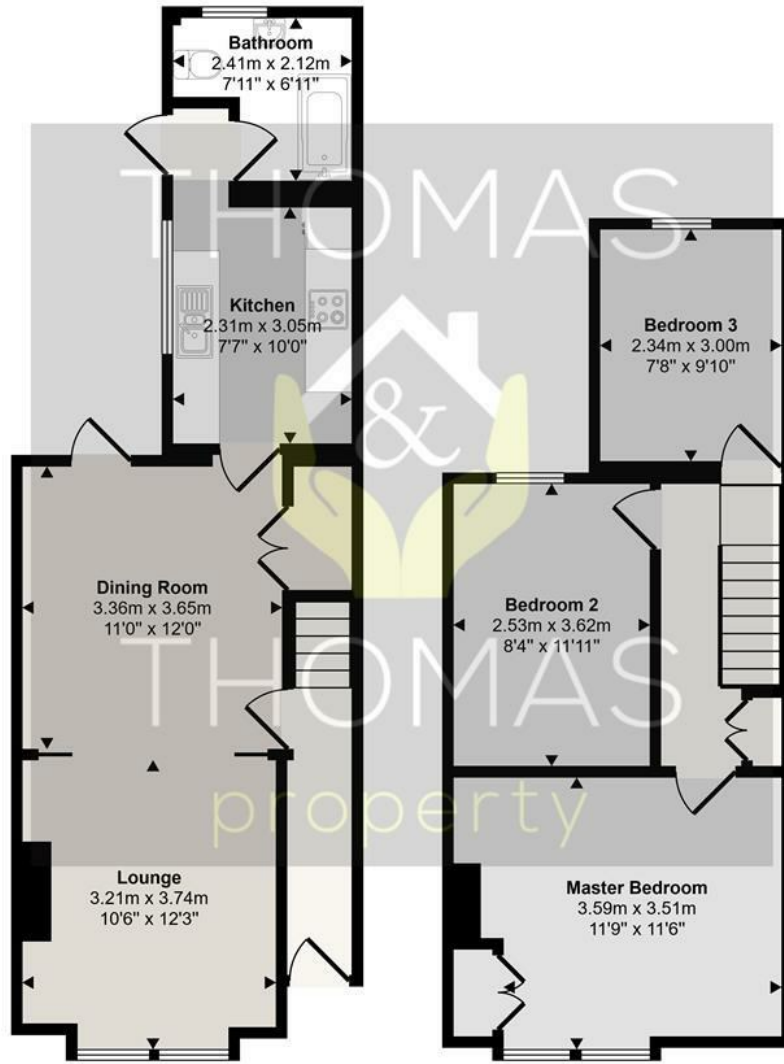 Bathroom
2.41m x 2.12m
7'11" x 6'11"
THOMAS
Kitchen
2.31m x 3.05m
7'7" x 10'0"
Bedroom 3
2.34m x 3.00m
7'8" x 9'10"
&
Dining Room
3.36m x 3.65m
11'0" x 12'0"
Bedroom 2
2.53m x 3.62m
8'4" x 11'11"
THOMAS
property
Lounge
3.21m x 3.74m
10'6" x 12'3"
Master Bedroom
3.59m x 3.51m
11'9" x 11'6"